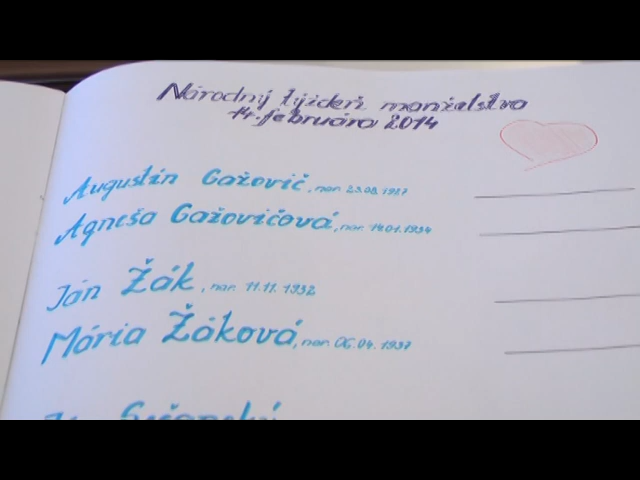 Národný týždeň manželstva
14. februára 2014
Augustín Gažovič, nar. 23.08.1927
Agneša Gažovičová, nar. 14.01.1934
Ján Žák, nar. 11.11.1932
Mária Žáková, nar. 06.04.1937